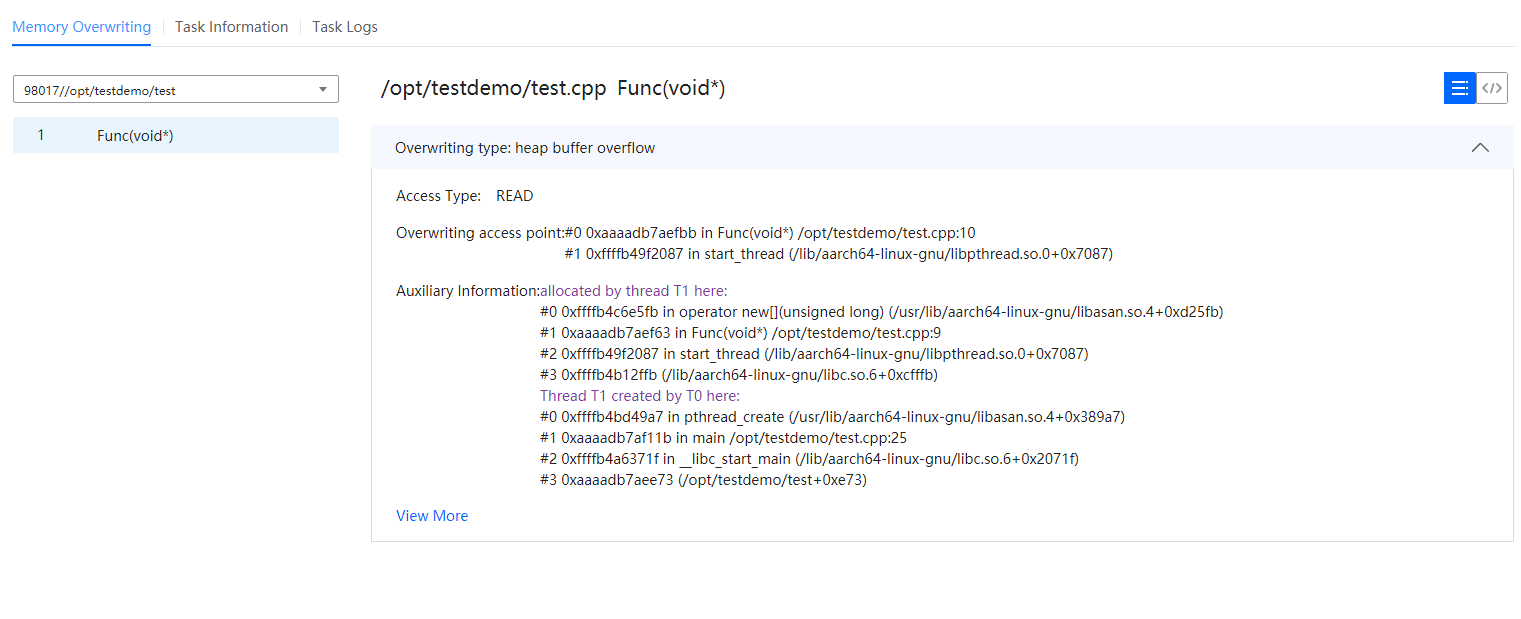 Memory Overwriting Task Information Task Logs
98017//opt/testdemo/test
/opt/testdemo/test.cpp Func(void*)
</>
1 Func(void*)
Overwriting type: heap buffer overflow
Access Type: READ
Overwriting access point:#0 0xaaaadb7aefbb in Func(void*) /opt/testdemo/test.cpp:10
#1 0xffffb49f2087 in start_thread (/lib/aarch64-linux-gnu/libpthread.so.0+0x7087)
Auxiliary Information:allocated by thread T1 here:
#0 0xffffb4c6e5fb in operator new[](unsigned long) (/usr/lib/aarch64-linux-gnu/libasan.so.4+0xd25fb)
#1 0xaaaadb7aef63 in Func(void*) /opt/testdemo/test.cpp:9
#2 0xffffb49f2087 in start_thread (/lib/aarch64-linux-gnu/libpthread.so.0+0x7087)
#3 0xffffb4b12ffb (/lib/aarch64-linux-gnu/libc.so.6+0xcfffb)
Thread T1 created by T0 here:
#0 0xffffb4bd49a7 in pthread_create (/usr/lib/aarch64-linux-gnu/libasan.so.4+0x389a7)
#1 0xaaaadb7af11b in main /opt/testdemo/test.cpp:25
#2 0xffffb4a6371f in __libc_start_main (/lib/aarch64-linux-gnu/libc.so.6+0x2071f)
#3 0xaaaadb7aee73 (/opt/testdemo/test+0xe73)
View More